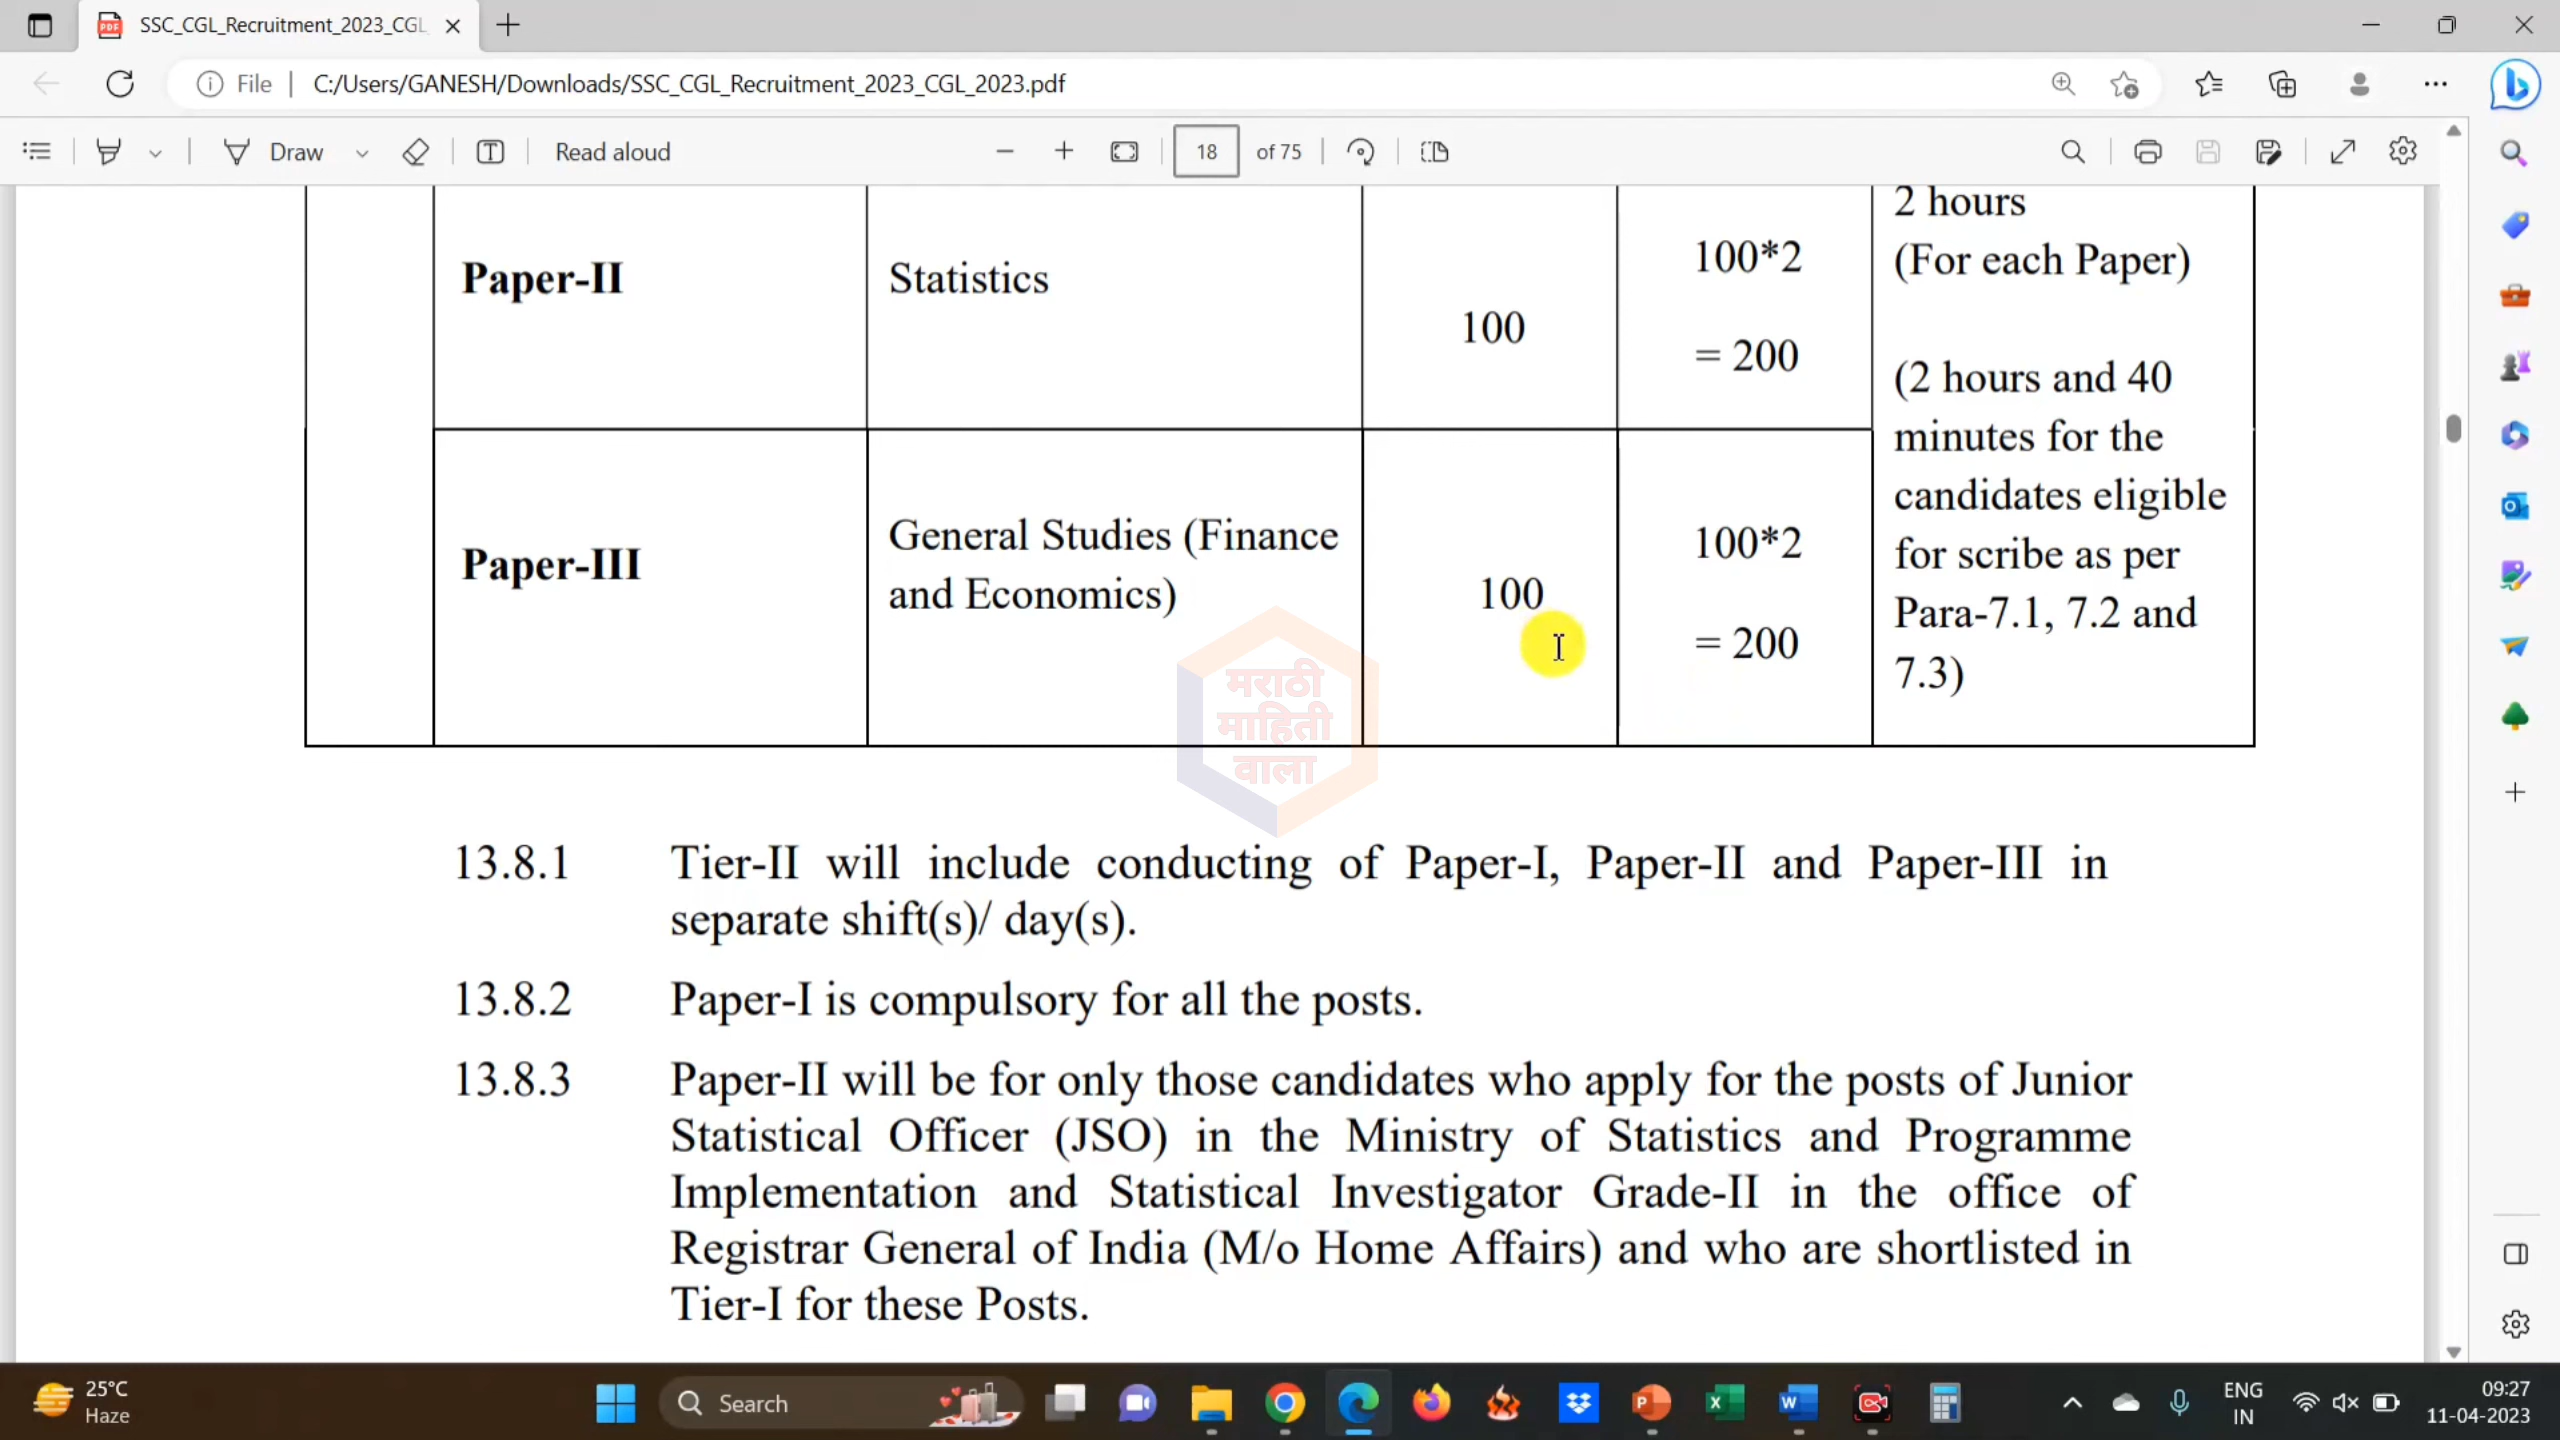 SSC_CGL_Recruitment_2023_CGL
File
C:/Users/GANESH/Downloads/SSC_CGL_Recruitment_2023_CGL_2023.pdf
Draw
Read aloud
18 of 75
Paper-II
Statistics
100
100*2
= 200
2 hours
(For each Paper)
(2 hours and 40
minutes for the
candidates eligible
for scribe as per
Para-7.1, 7.2 and
7.3)
Paper-III
General Studies (Finance
and Economics)
100
100*2
= 200
मराठी
माहिती
वाला
13.8.1 Tier-II will include conducting of Paper-I, Paper-II and Paper-III in
separate shift(s)/ day(s).
13.8.2 Paper-I is compulsory for all the posts.
13.8.3 Paper-II will be for only those candidates who apply for the posts of Junior
Statistical Officer (JSO) in the Ministry of Statistics and Programme
Implementation and Statistical Investigator Grade-II in the office of
Registrar General of India (M/o Home Affairs) and who are shortlisted in
Tier-I for these Posts.
25°C
Haze
Search
ENG
IN
09:27
11-04-2023